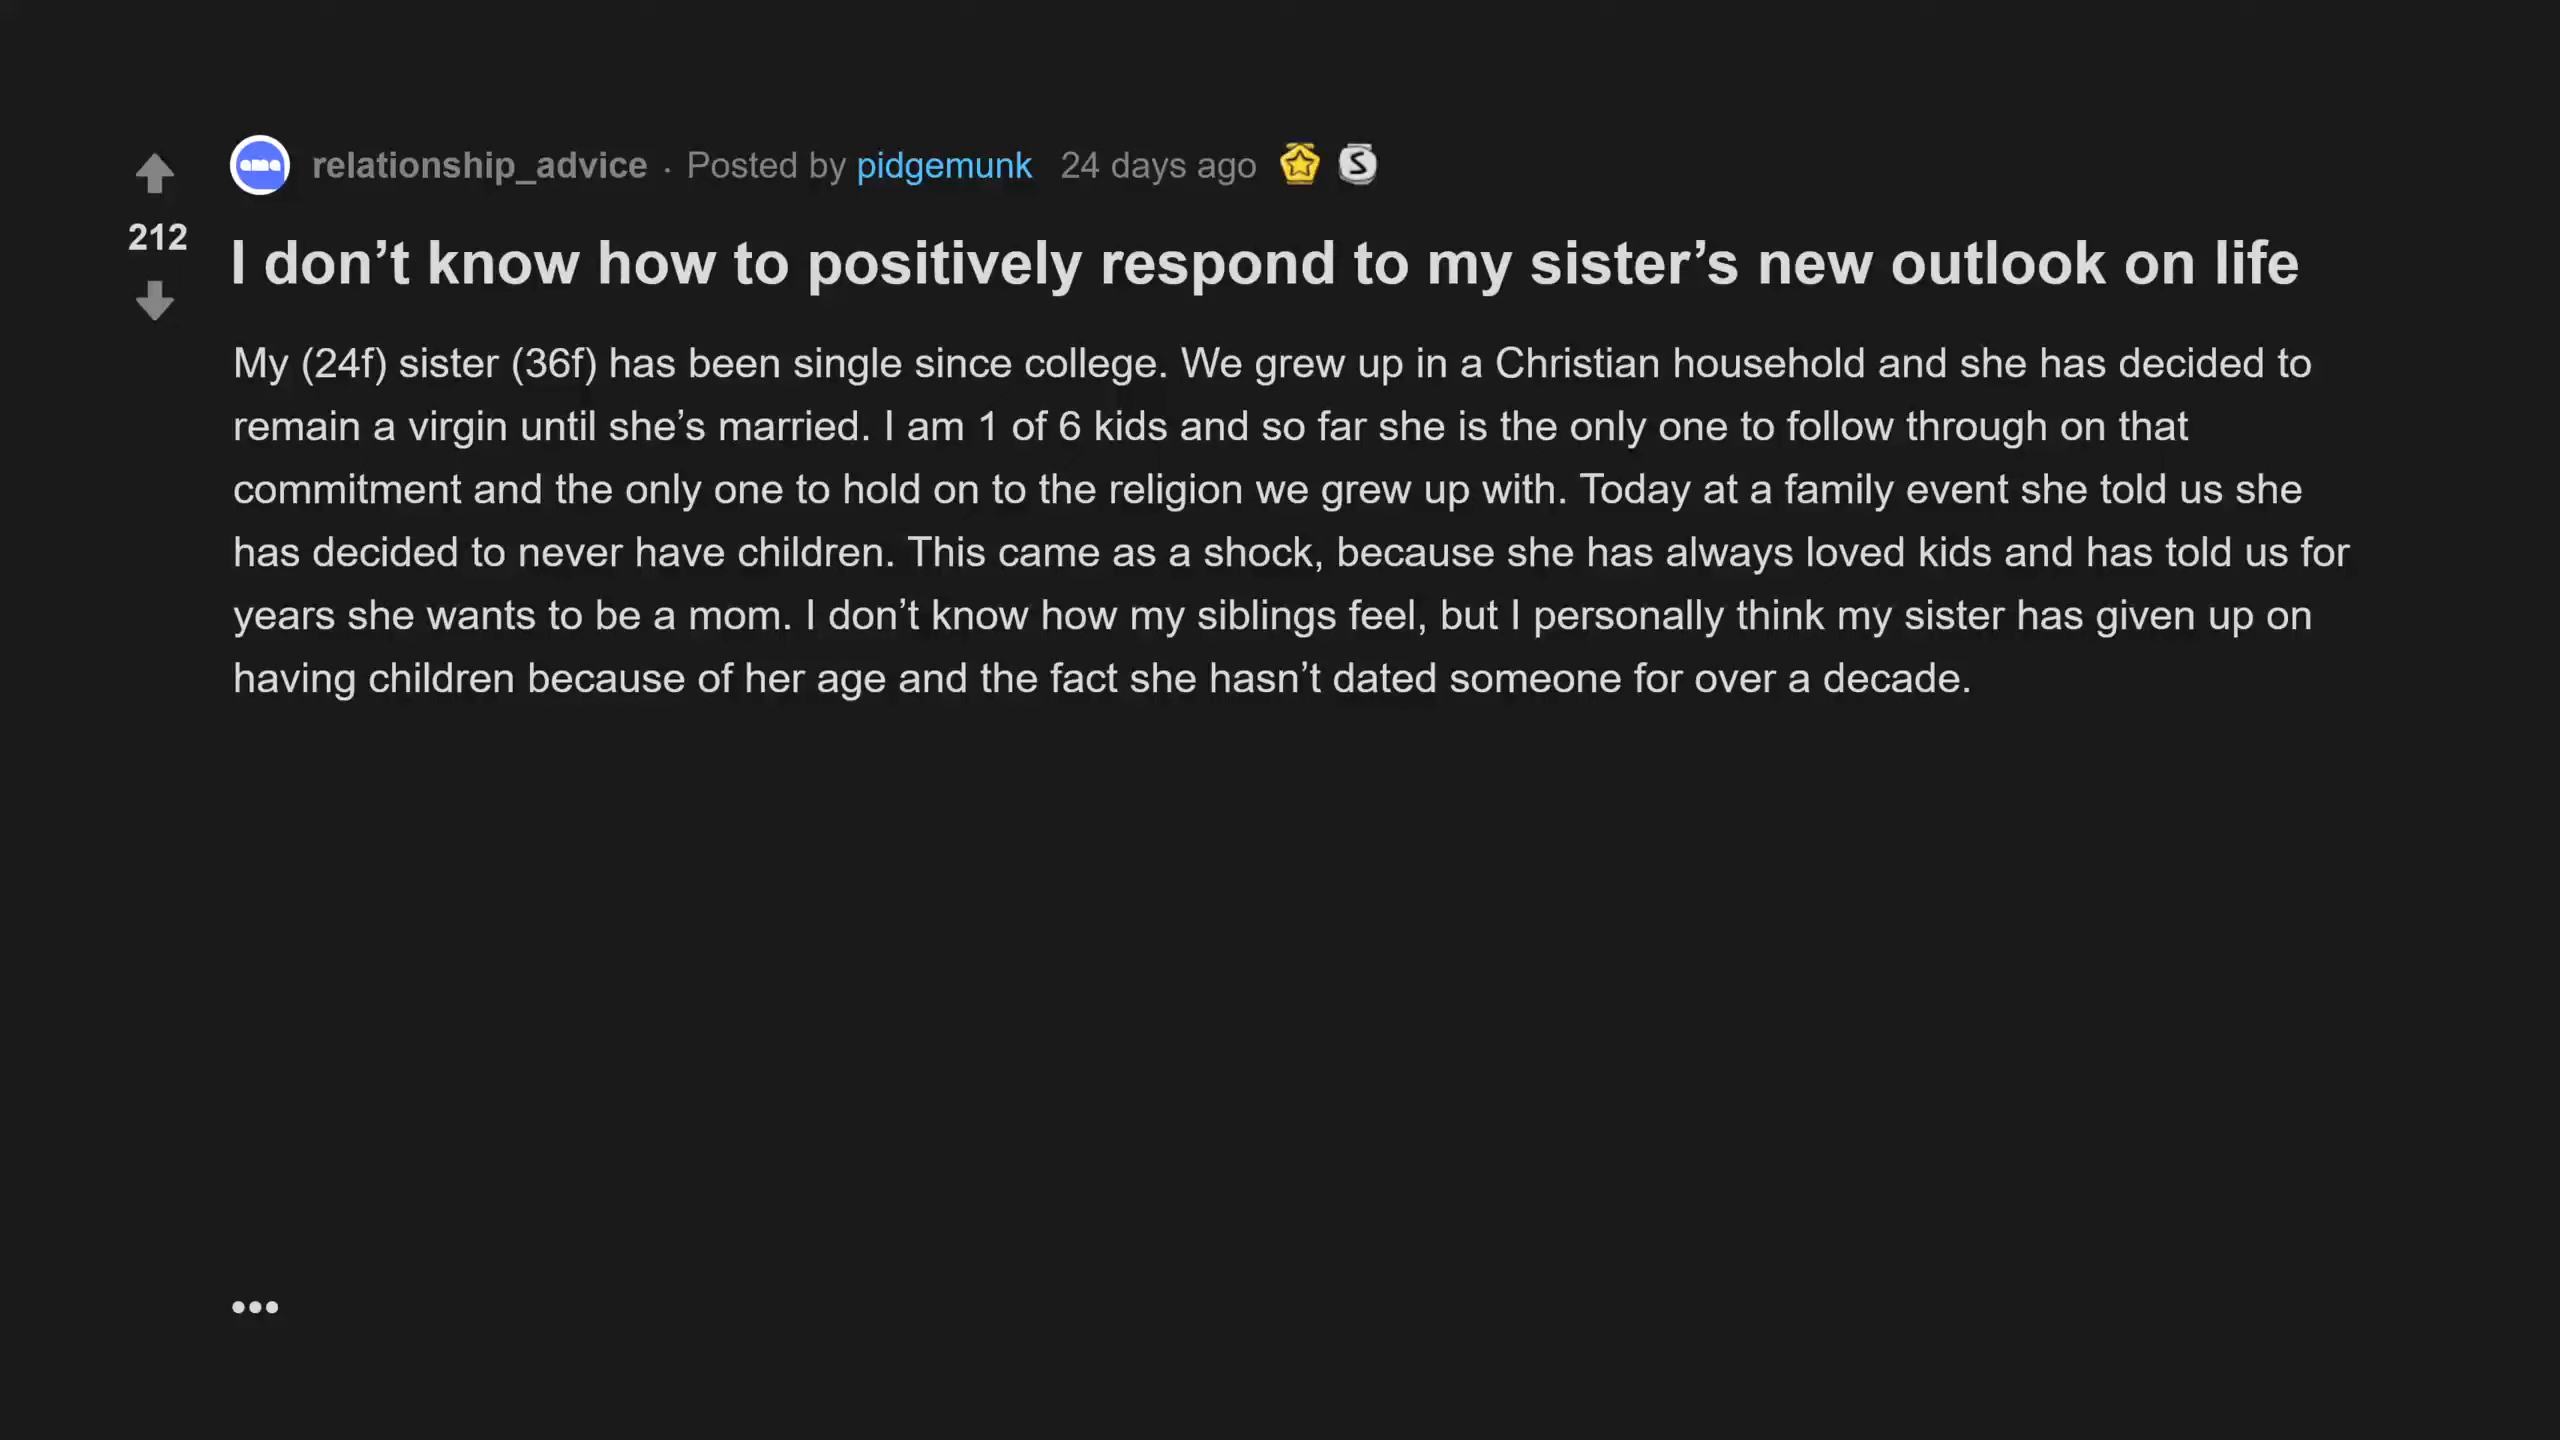 ama relationship_advice · Posted by pidgemunk 24 days ago S
212
I don’t know how to positively respond to my sister’s new outlook on life
My (24f) sister (36f) has been single since college. We grew up in a Christian household and she has decided to
remain a virgin until she’s married. I am 1 of 6 kids and so far she is the only one to follow through on that
commitment and the only one to hold on to the religion we grew up with. Today at a family event she told us she
has decided to never have children. This came as a shock, because she has always loved kids and has told us for
years she wants to be a mom. I don’t know how my siblings feel, but I personally think my sister has given up on
having children because of her age and the fact she hasn’t dated someone for over a decade.